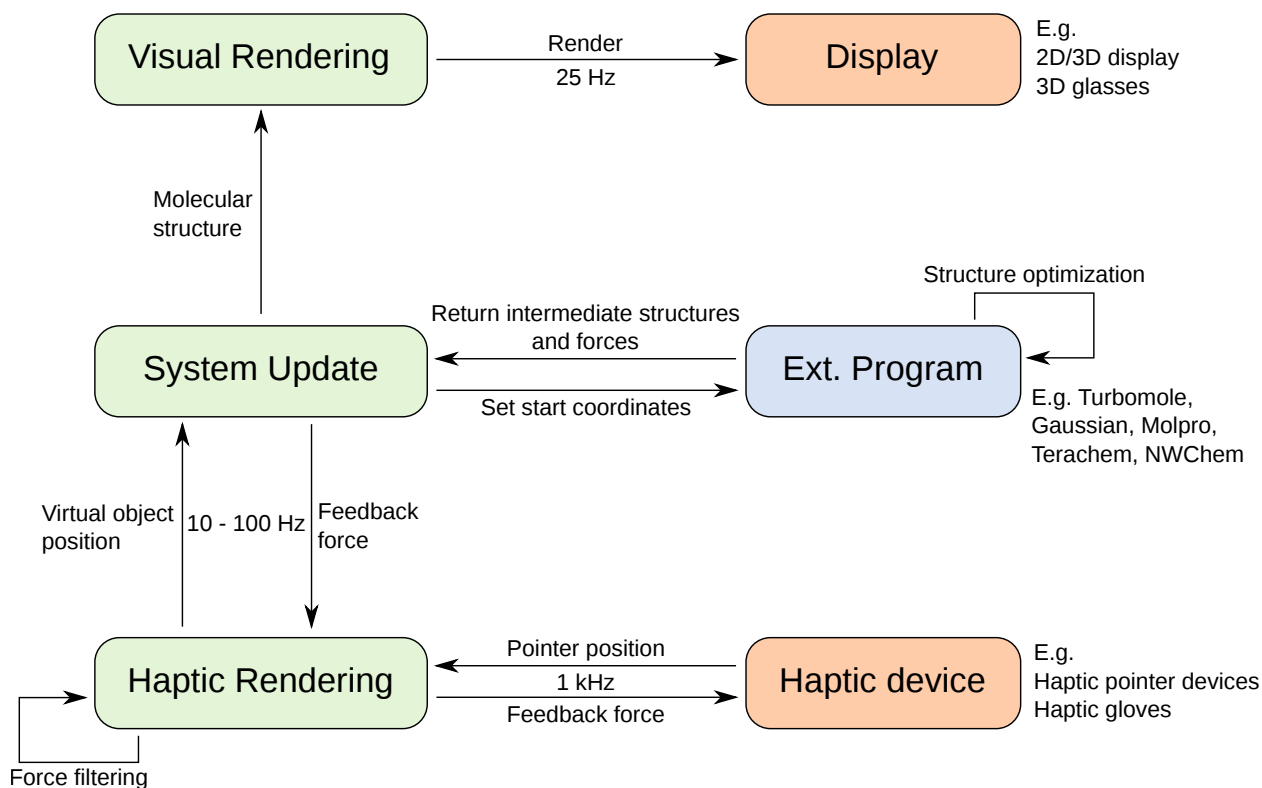 Visual Rendering
Render
25 Hz
Display
E.g.
2D/3D display
3D glasses
Molecular
structure
Structure optimization
Return intermediate structures
and forces
System Update
Ext. Program
Set start coordinates
E.g. Turbomole,
Gaussian, Molpro,
Terachem, NWChem
Virtual object
position
10 - 100 Hz
Feedback
force
Haptic Rendering
Pointer position
1 kHz
Feedback force
Haptic device
E.g.
Haptic pointer devices
Haptic gloves
Force filtering